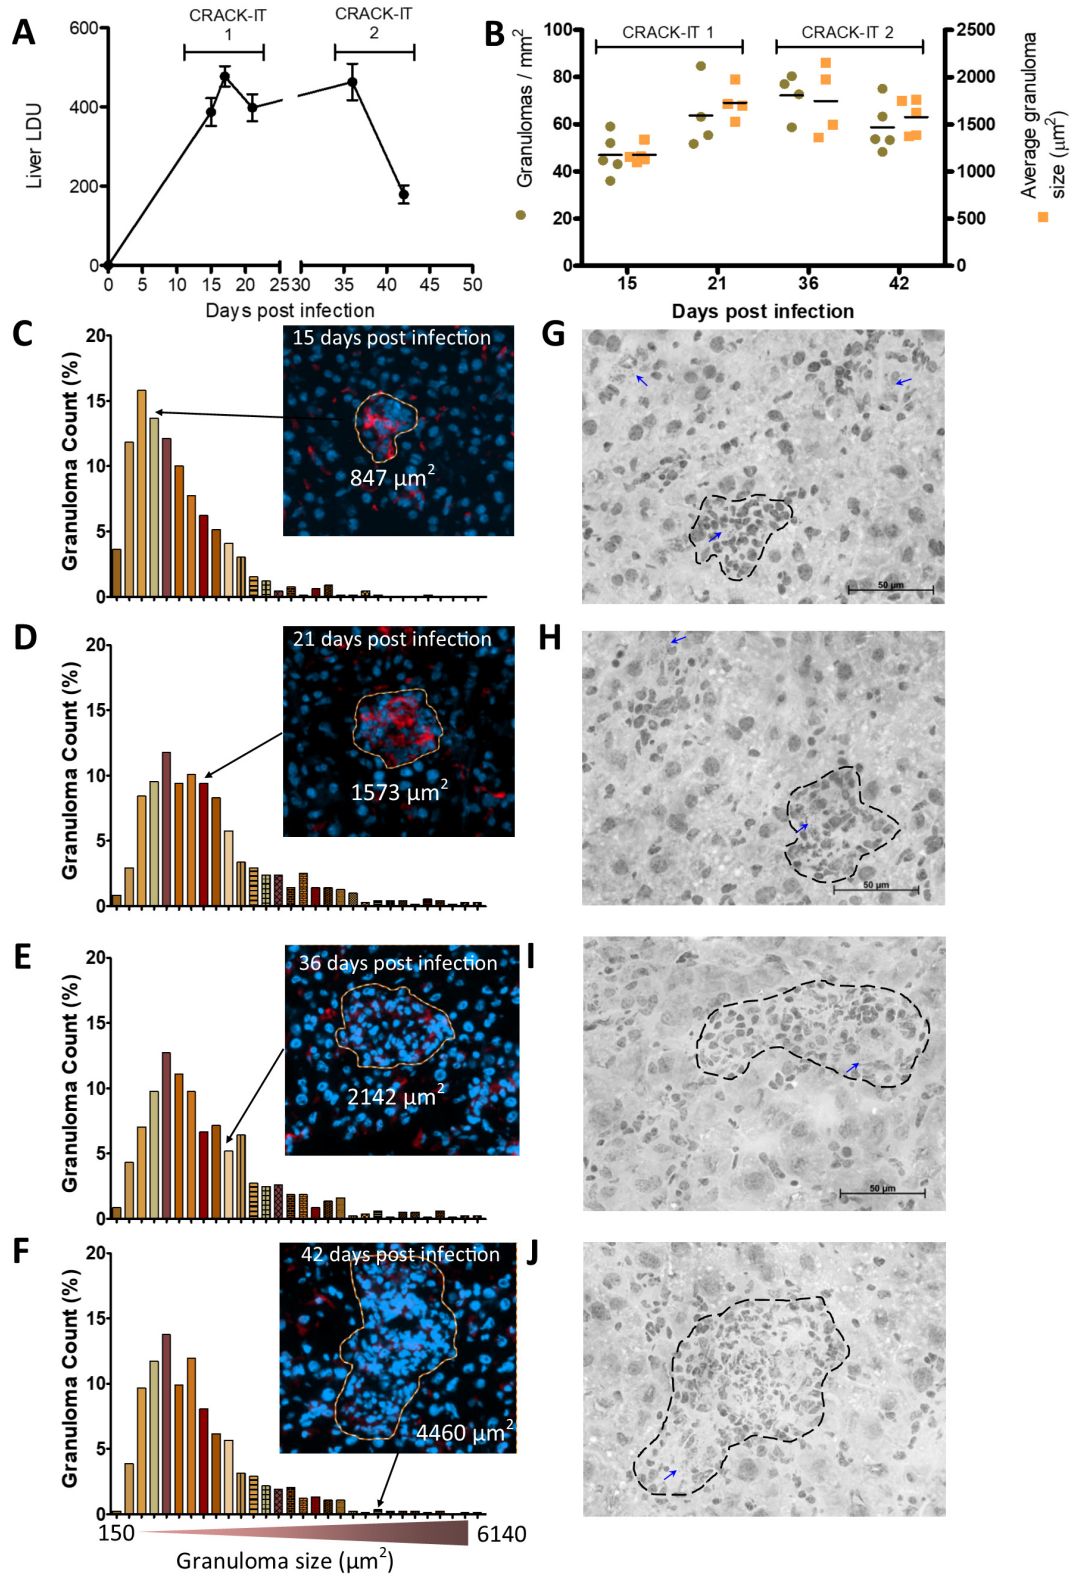 A
CRACK-IT
1
CRACK-IT
2
600
400
200
0
Liver LDU
0 5 10 15 20 25 30 35 40 45 50
Days post infection
B
CRACK-IT 1
CRACK-IT 2
100
80
60
40
20
0
Granulomas / mm2
2500
2000
1500
1000
500
0
Average granuloma
size (μm2)
15 21 36 42
Days post infection
C
20
15
10
5
0
Granuloma Count (%)
15 days post infection
847 μm2
G
50 μm
D
20
15
10
5
0
Granuloma Count (%)
21 days post infection
1573 μm2
H
50 μm
E
20
15
10
5
0
Granuloma Count (%)
36 days post infection
2142 μm2
I
50 μm
F
20
15
10
5
0
Granuloma Count (%)
42 days post infection
4460 μm2
J
150
6140
Granuloma size (μm2)